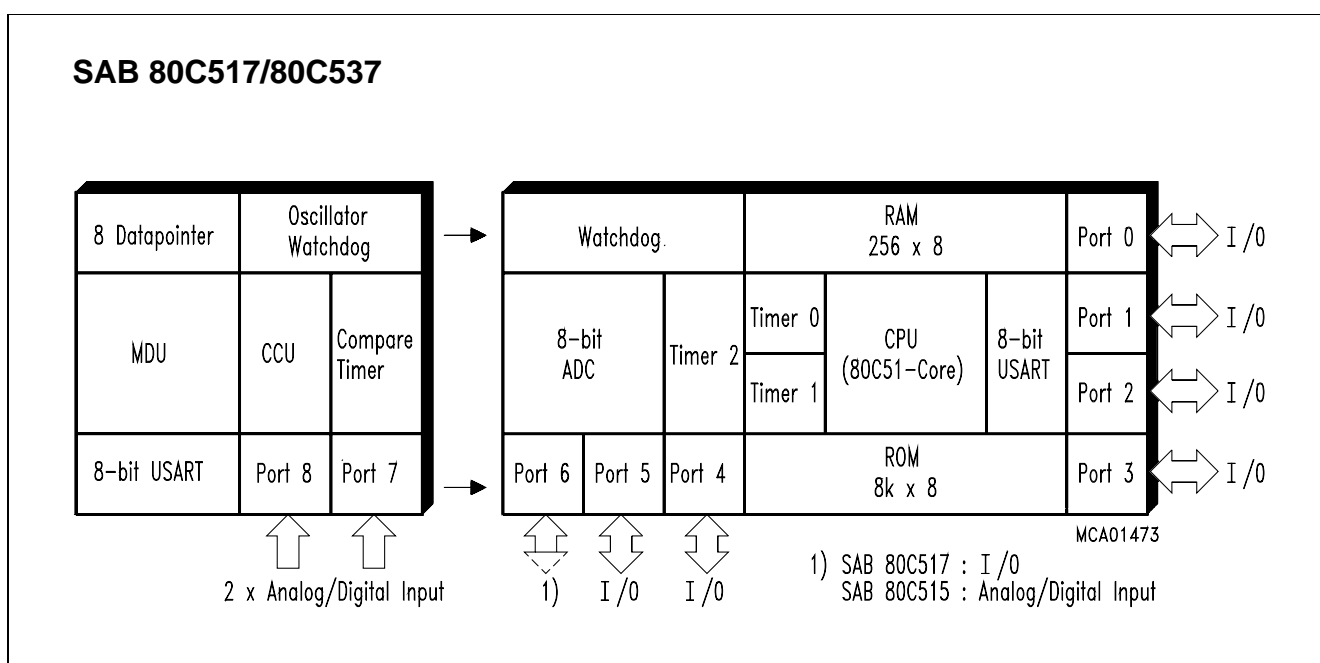 SAB 80C517/80C537
8 Datapointer
Oscillator
Watchdog
MDU
CCU
Compare
Timer
8-bit USART
Port 8
Port 7
2 x Analog/Digital Input
Watchdog.
RAM
256 x 8
Port 0
I/0
8-bit
ADC
Timer 2
Timer 0
Timer 1
CPU
(80C51-Core)
8-bit
USART
Port 1
I/0
Port 2
I/0
Port 6
Port 5
Port 4
ROM
8k x 8
Port 3
I/0
MCA01473
1)
I/0
I/0
1) SAB 80C517 : I/0
SAB 80C515 : Analog/Digital Input